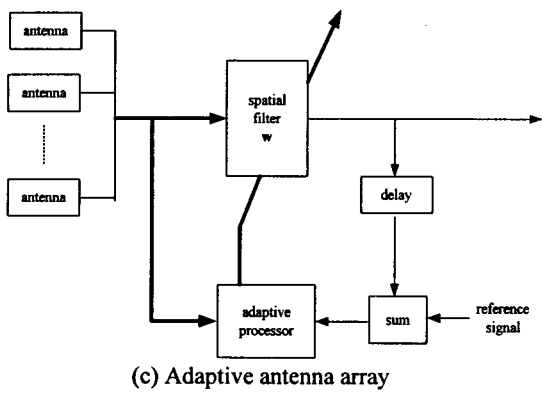 antenna
antenna
antenna
spatial
filter
w
delay
adaptive
processor
sum
reference
signal
(c) Adaptive antenna array